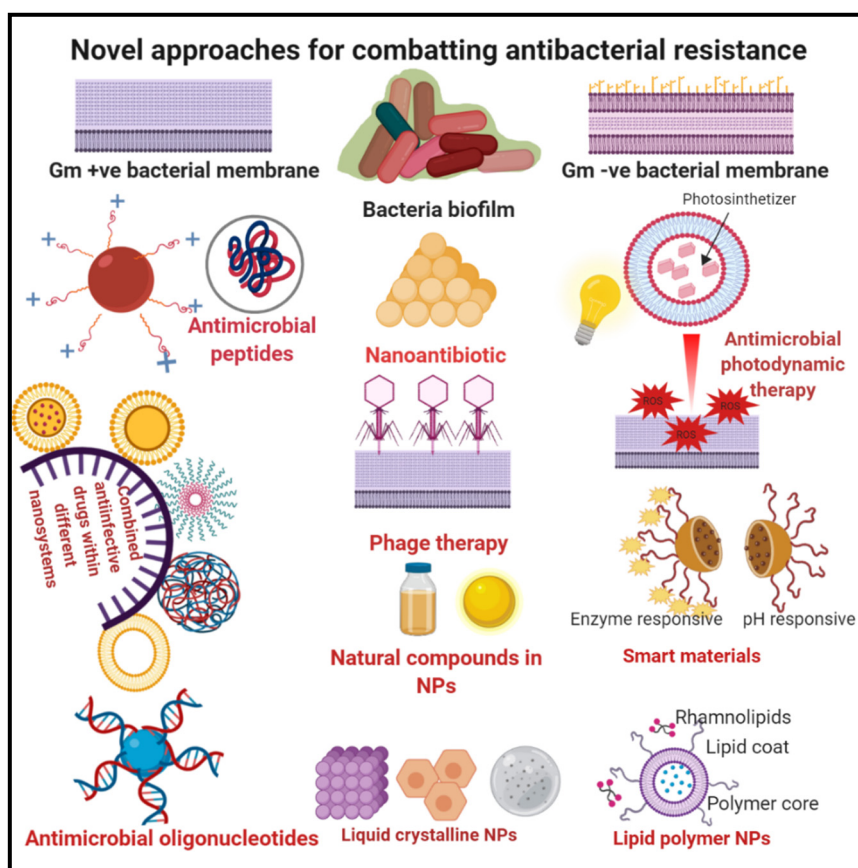 Novel approaches for combatting antibacterial resistance
Gm +ve bacterial membrane
Bacteria biofilm
Gm -ve bacterial membrane
Photosinthetizer
Antimicrobial
peptides
Nanoantibiotic
Antimicrobial
photodynamic
therapy
ROS
ROS
ROS
Combined
antiinfective
drugs within
different
nanosystems
Phage therapy
Enzyme responsive
pH responsive
Natural compounds in
NPs
Smart materials
Rhamnolipids
Lipid coat
Polymer core
Antimicrobial oligonucleotides
Liquid crystalline NPs
Lipid polymer NPs